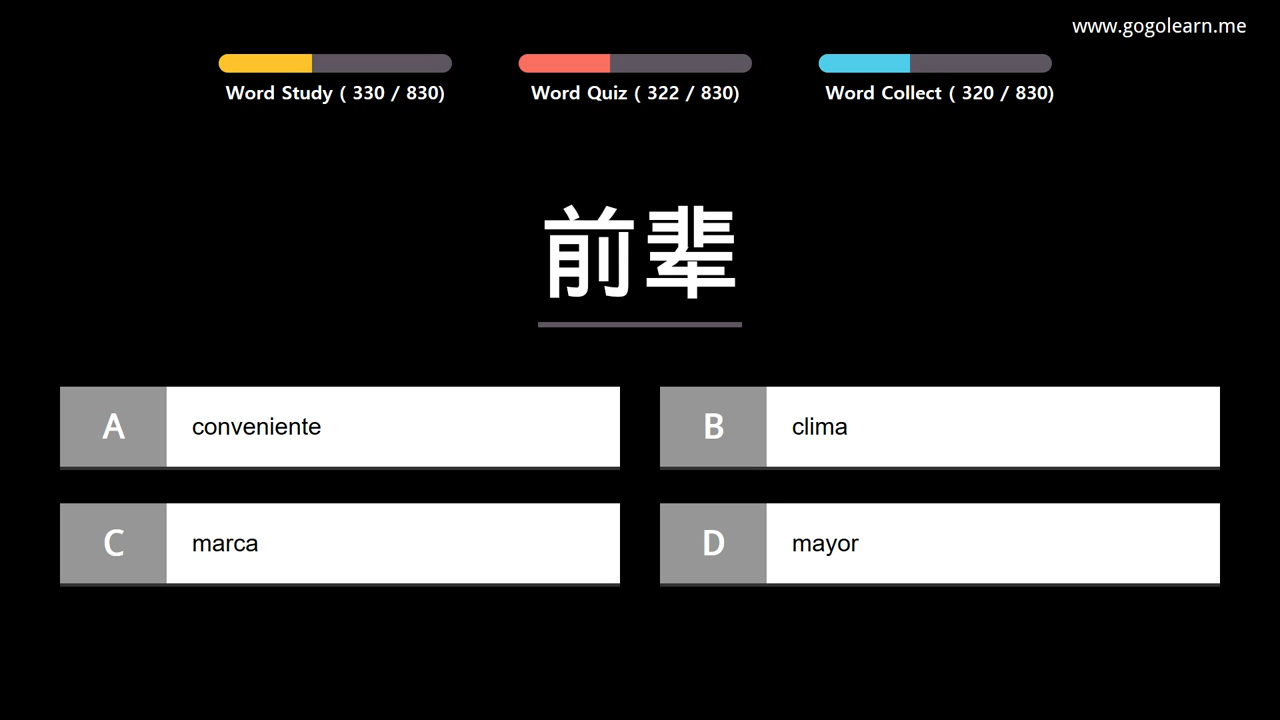 www.gogolearn.me
Word Study ( 330 / 830)
Word Quiz ( 322 / 830)
Word Collect ( 320 / 830)
前辈
A conveniente
B clima
C marca
D mayor